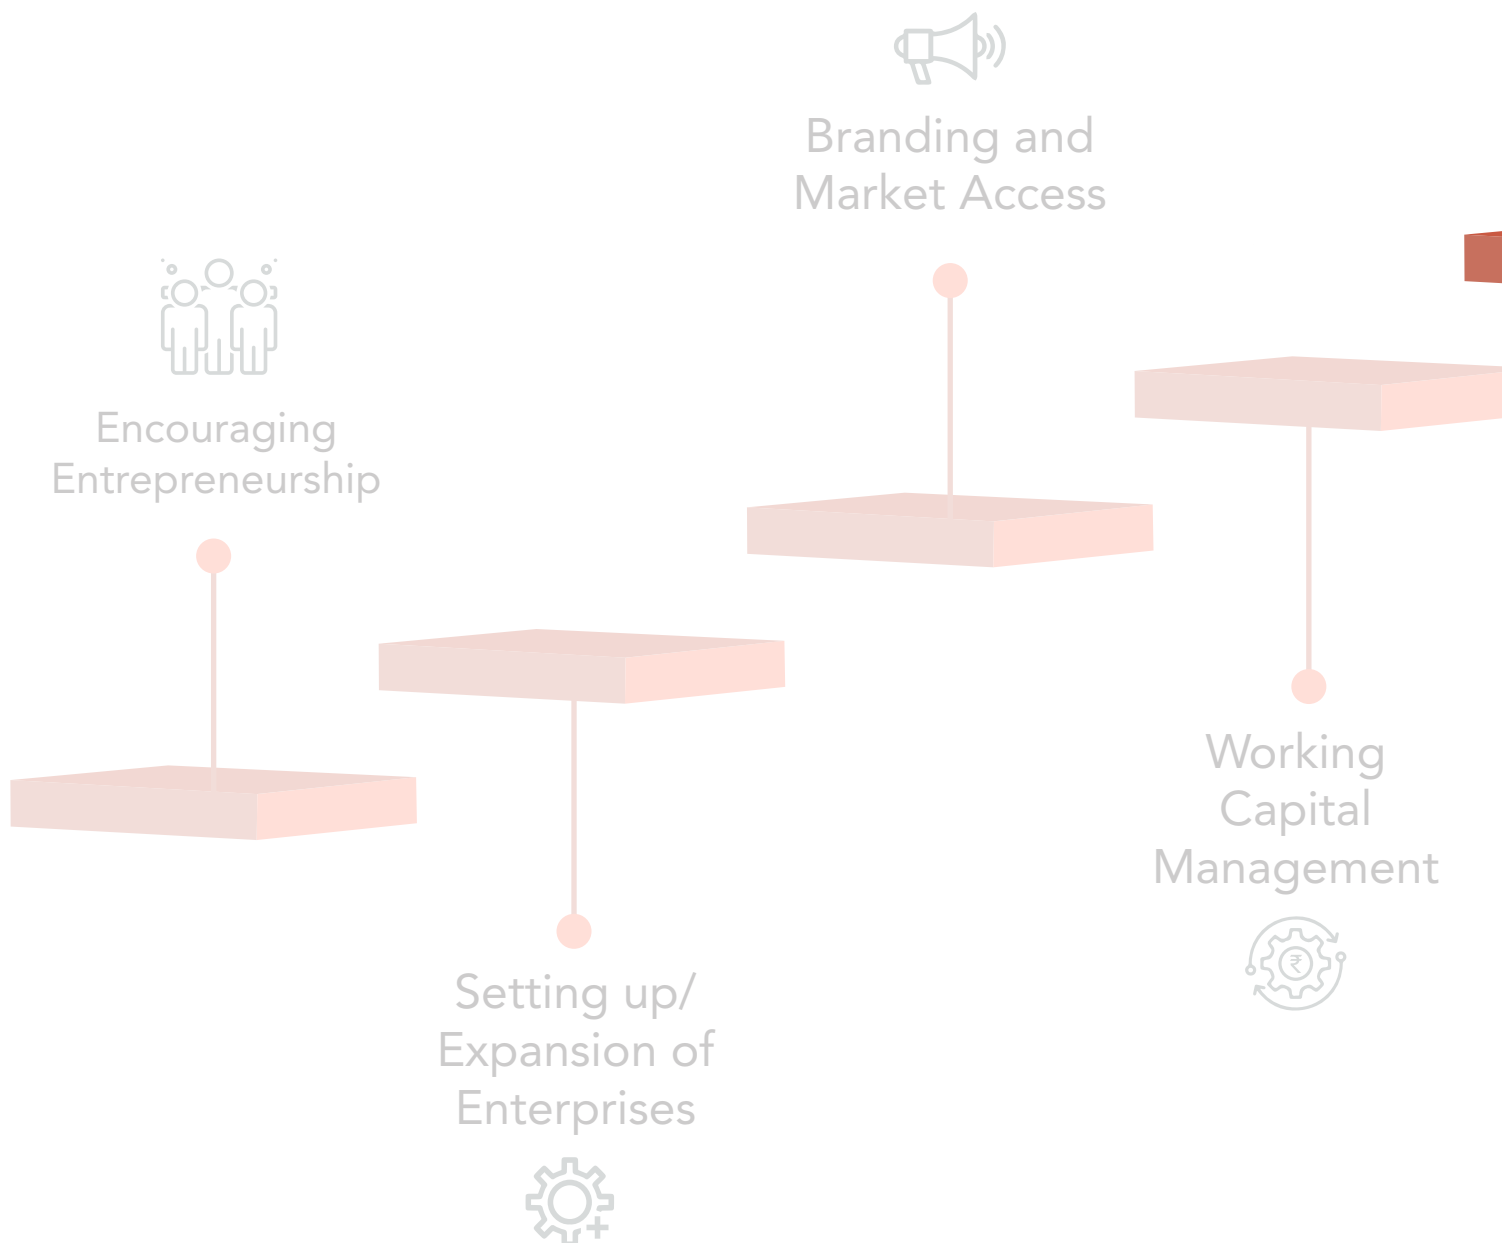 Branding and
Market Access
Encouraging
Entrepreneurship
Working
Capital
Management
₹
Setting up/
Expansion of
Enterprises